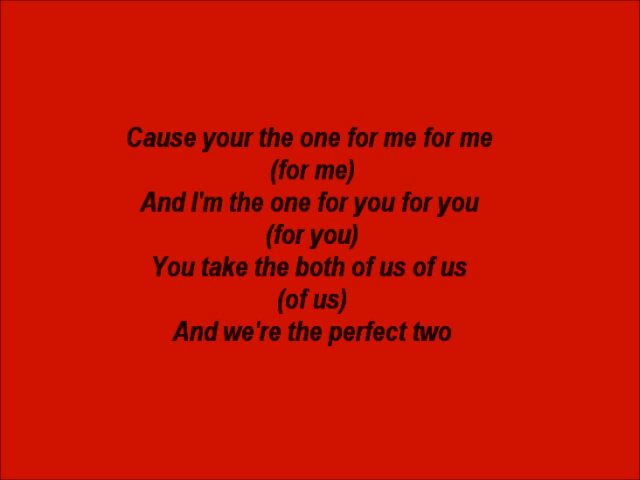 Cause your the one for me for me
(for me)
And I'm the one for you for you
(for you)
You take the both of us of us
(of us)
And we're the perfect two